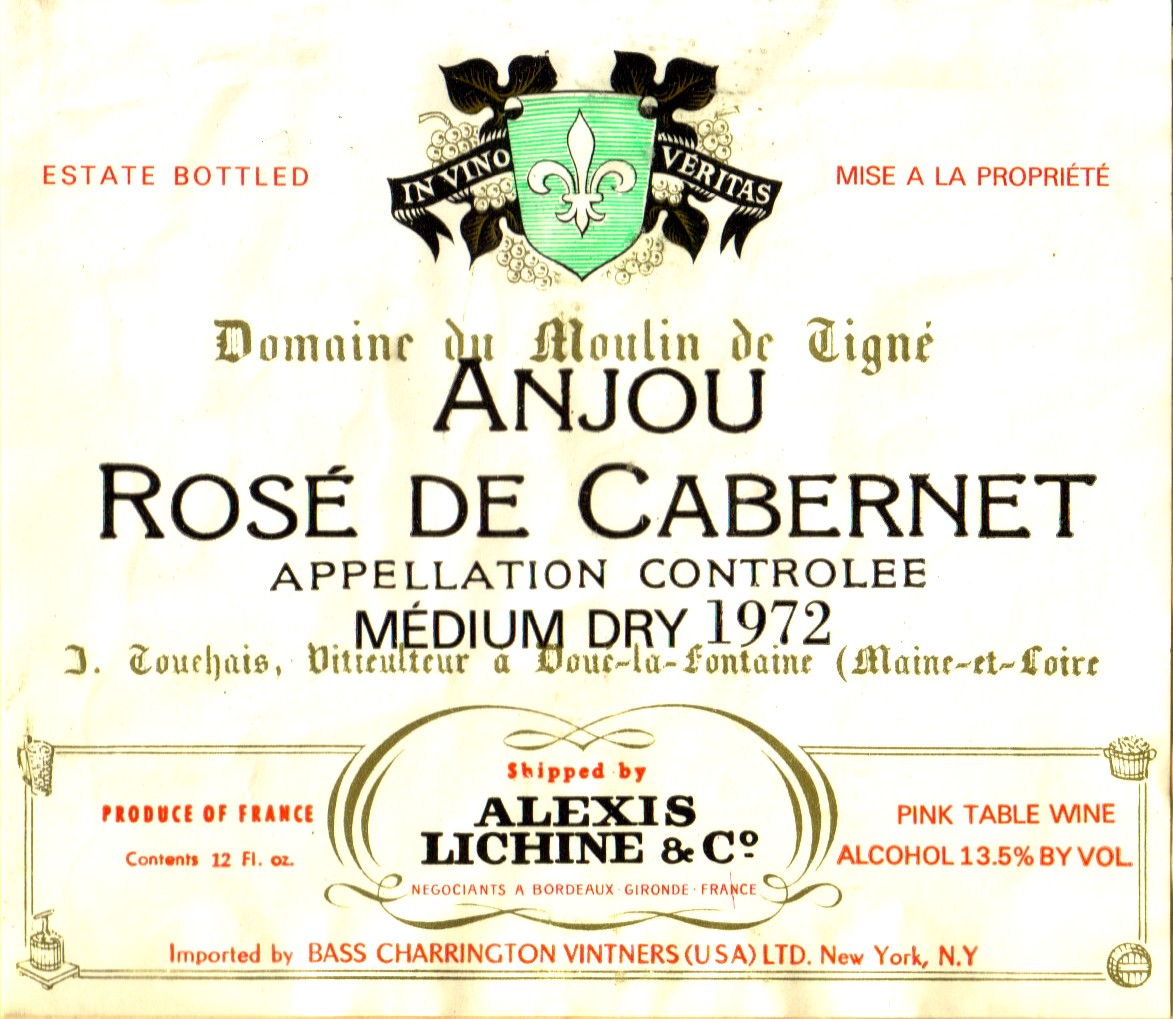 IN VINO VERITAS
ESTATE BOTTLED
MISE A LA PROPRIÉTÉ
Domaine du Moulin de Tigné
ANJOU
ROSÉ DE CABERNET
APPELLATION CONTROLEE
MÉDIUM DRY 1972
J. Touchais, Viticulteur a Doué-la-Fontaine (Maine-et-Loire
Shipped by
ALEXIS
LICHINE & Cº
NEGOCIANTS A BORDEAUX · GIRONDE · FRANCE
PRODUCE OF FRANCE
Contents 12 Fl. oz.
PINK TABLE WINE
ALCOHOL 13.5% BY VOL.
Imported by BASS CHARRINGTON VINTNERS (USA) LTD. New York, N.Y